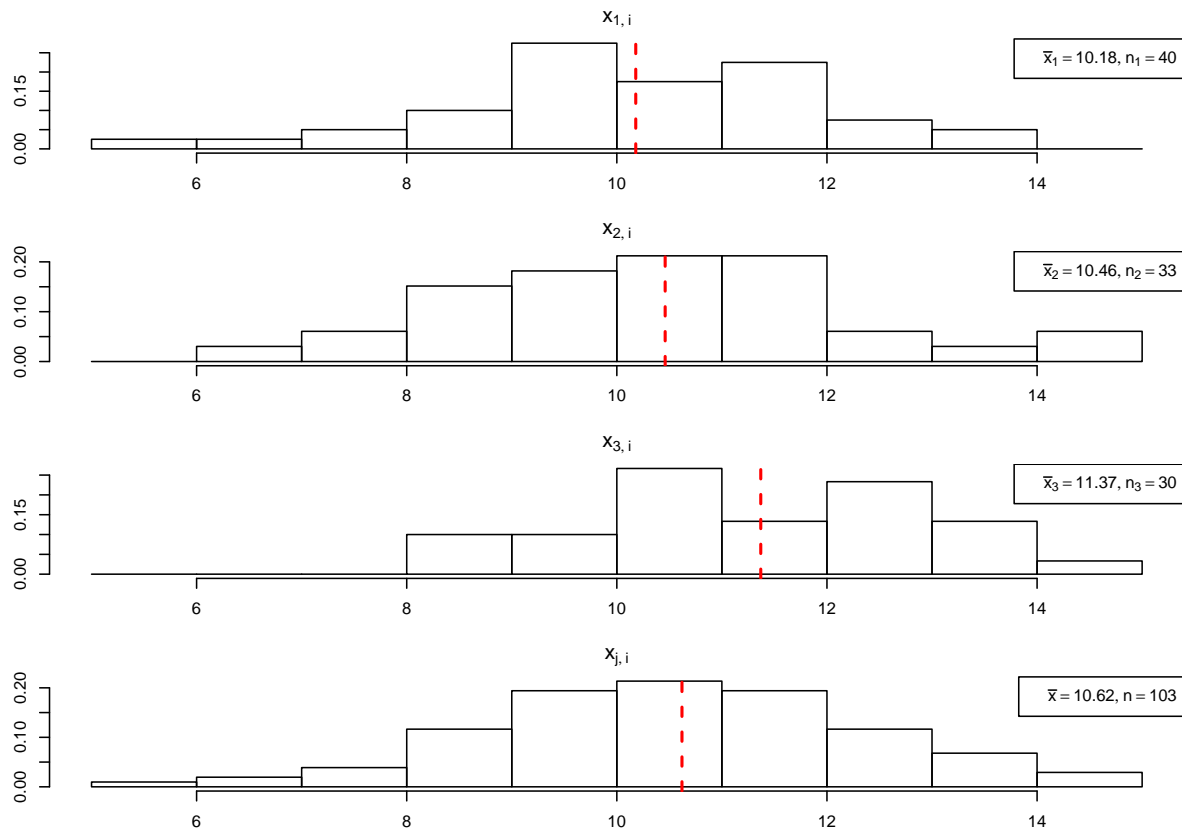 x1, i
x̄1 = 10.18, n1 = 40
0.00 0.15
6 8 10 12 14
x2, i
x̄2 = 10.46, n2 = 33
0.00 0.10 0.20
6 8 10 12 14
x3, i
x̄3 = 11.37, n3 = 30
0.00 0.15
6 8 10 12 14
xj, i
x̄ = 10.62, n = 103
0.00 0.10 0.20
6 8 10 12 14